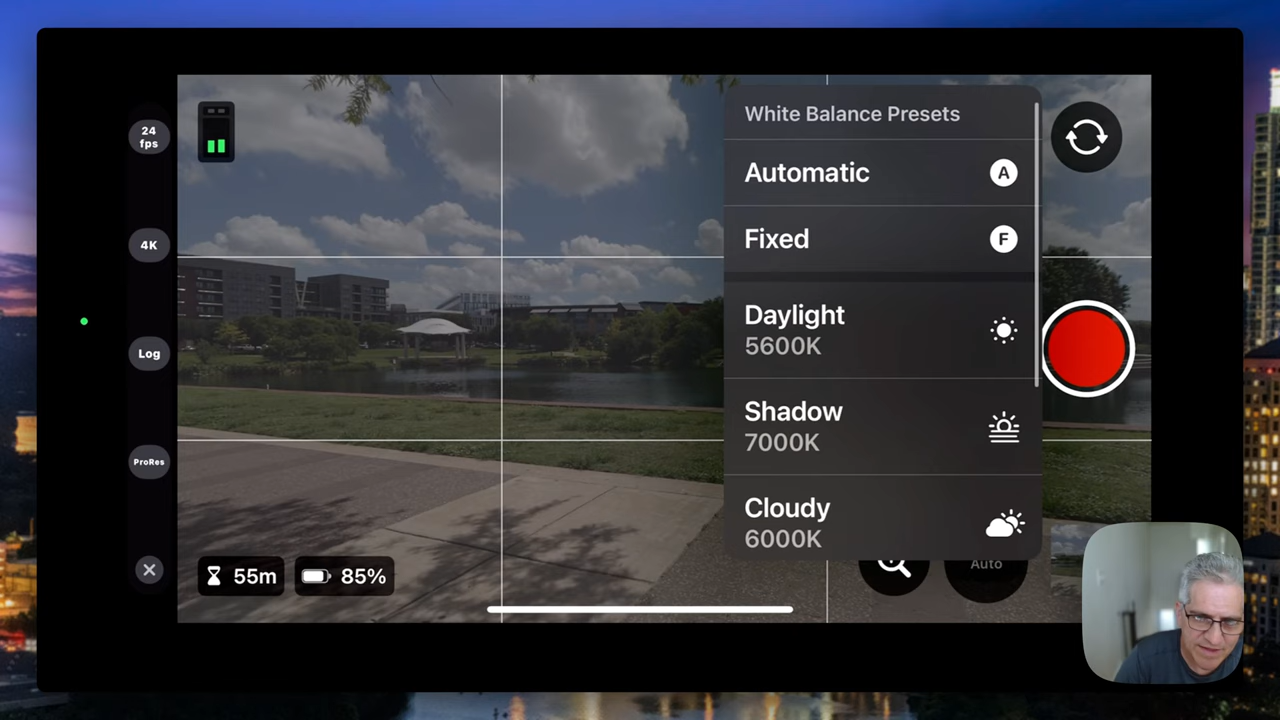 24
fps
4K
Log
ProRes
55m
85%
White Balance Presets
Automatic
A
Fixed
F
Daylight
5600K
Shadow
7000K
Cloudy
6000K
Auto